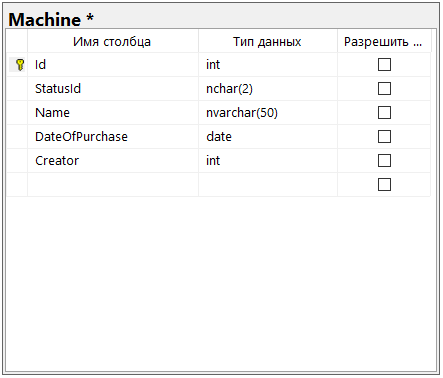 Machine *
Имя столбца Тип данных Разрешить ...
Id int
StatusId nchar(2)
Name nvarchar(50)
DateOfPurchase date
Creator int